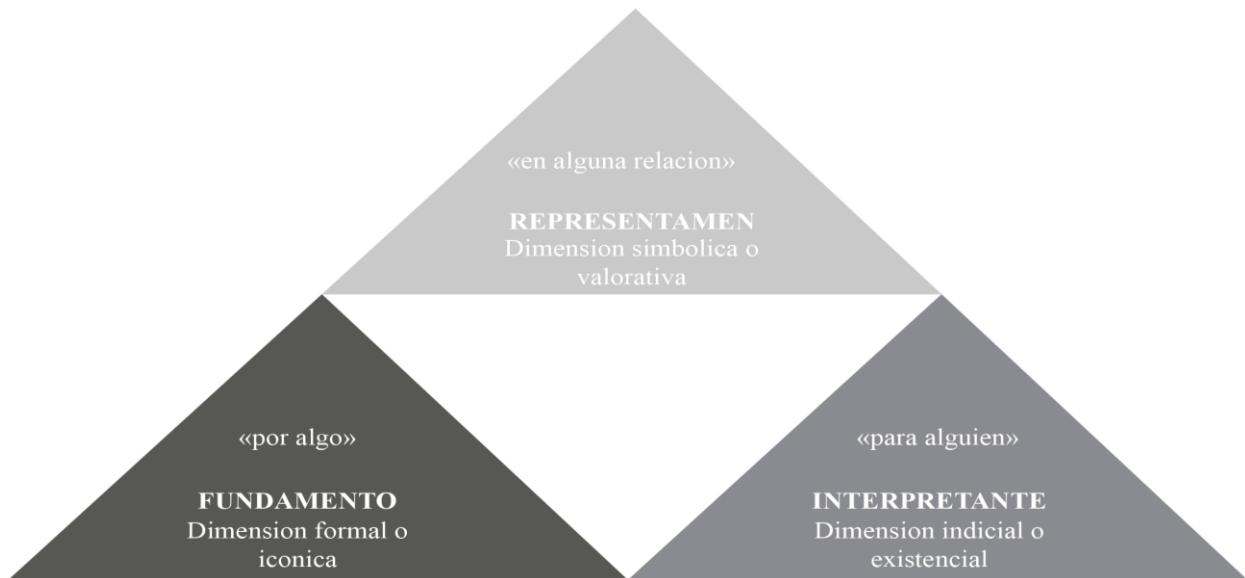 «en alguna relacion»
REPRESENTAMEN
Dimension simbolica o
valorativa
«por algo»
FUNDAMENTO
Dimension formal o
iconica
«para alguien»
INTERPRETANTE
Dimension indicial o
existencial